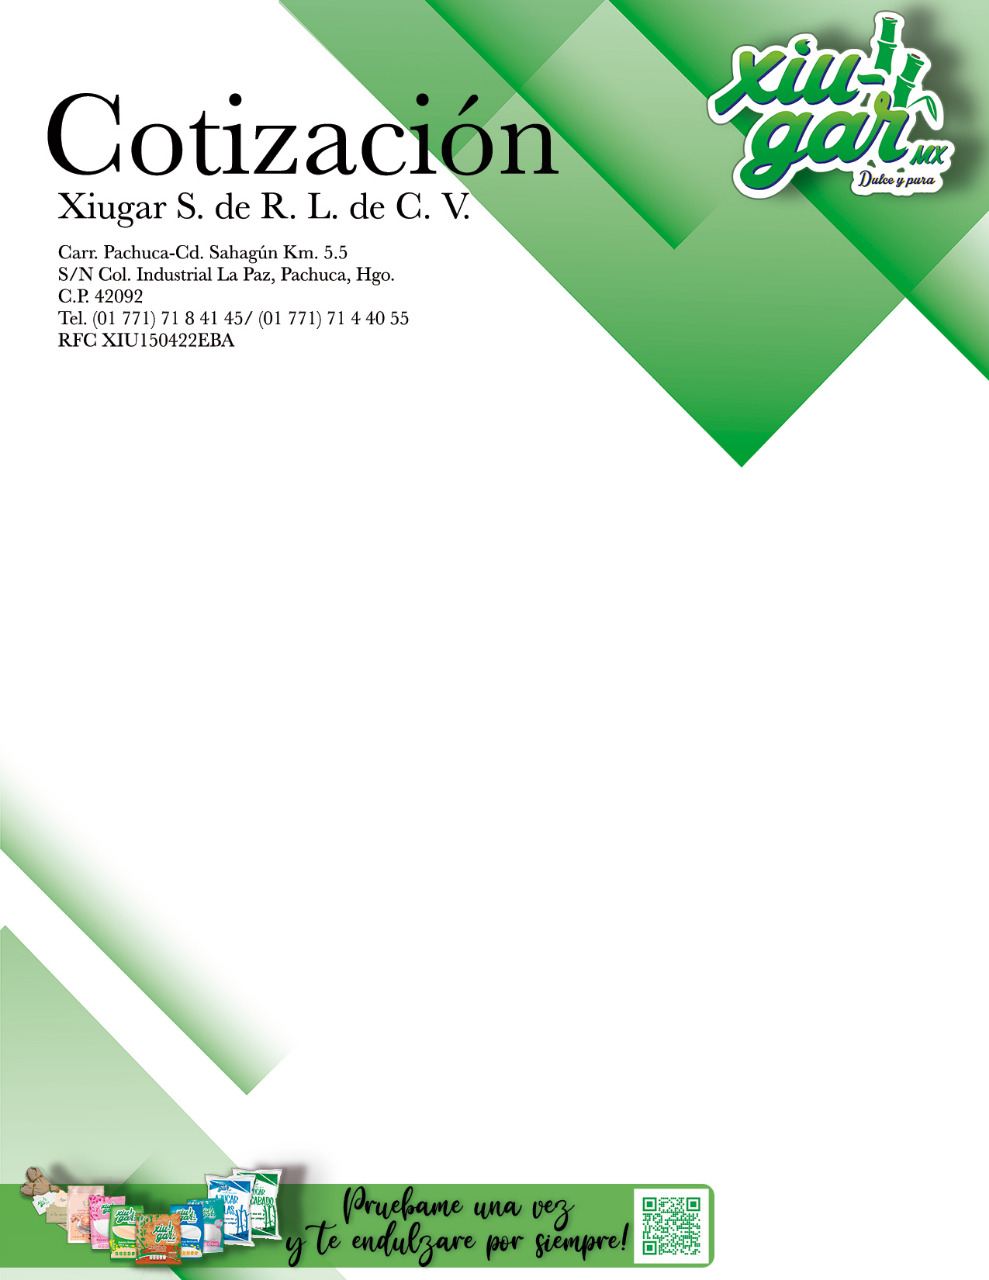 Cotización
Xiugar S. de R. L. de C. V.
Carr. Pachuca-Cd. Sahagún Km. 5.5
S/N Col. Industrial La Paz, Pachuca, Hgo.
C.P. 42092
Tel. (01 771) 71 8 41 45/ (01 771) 71 4 40 55
RFC XIU150422EBA
xiu-
gar MX
Dulce y pura
Pruebame una vez
y te endulzare por siempre!
xiu-
gar